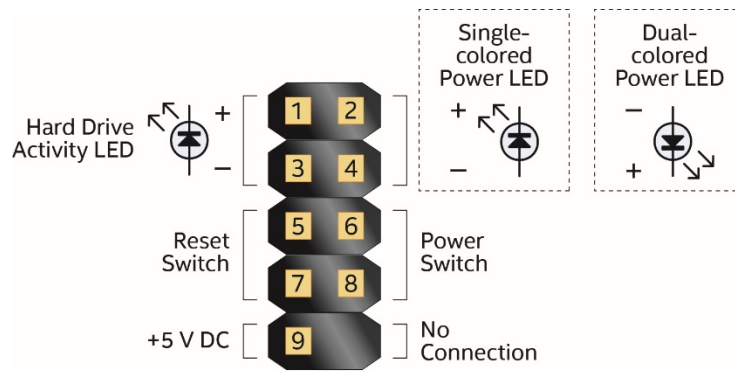 Single-
colored
Power LED
Dual-
colored
Power LED
Hard Drive
Activity LED
+
−
1 2
3 4
+
−
−
+
Reset
Switch
5 6
7 8
Power
Switch
+5 V DC
9
No
Connection